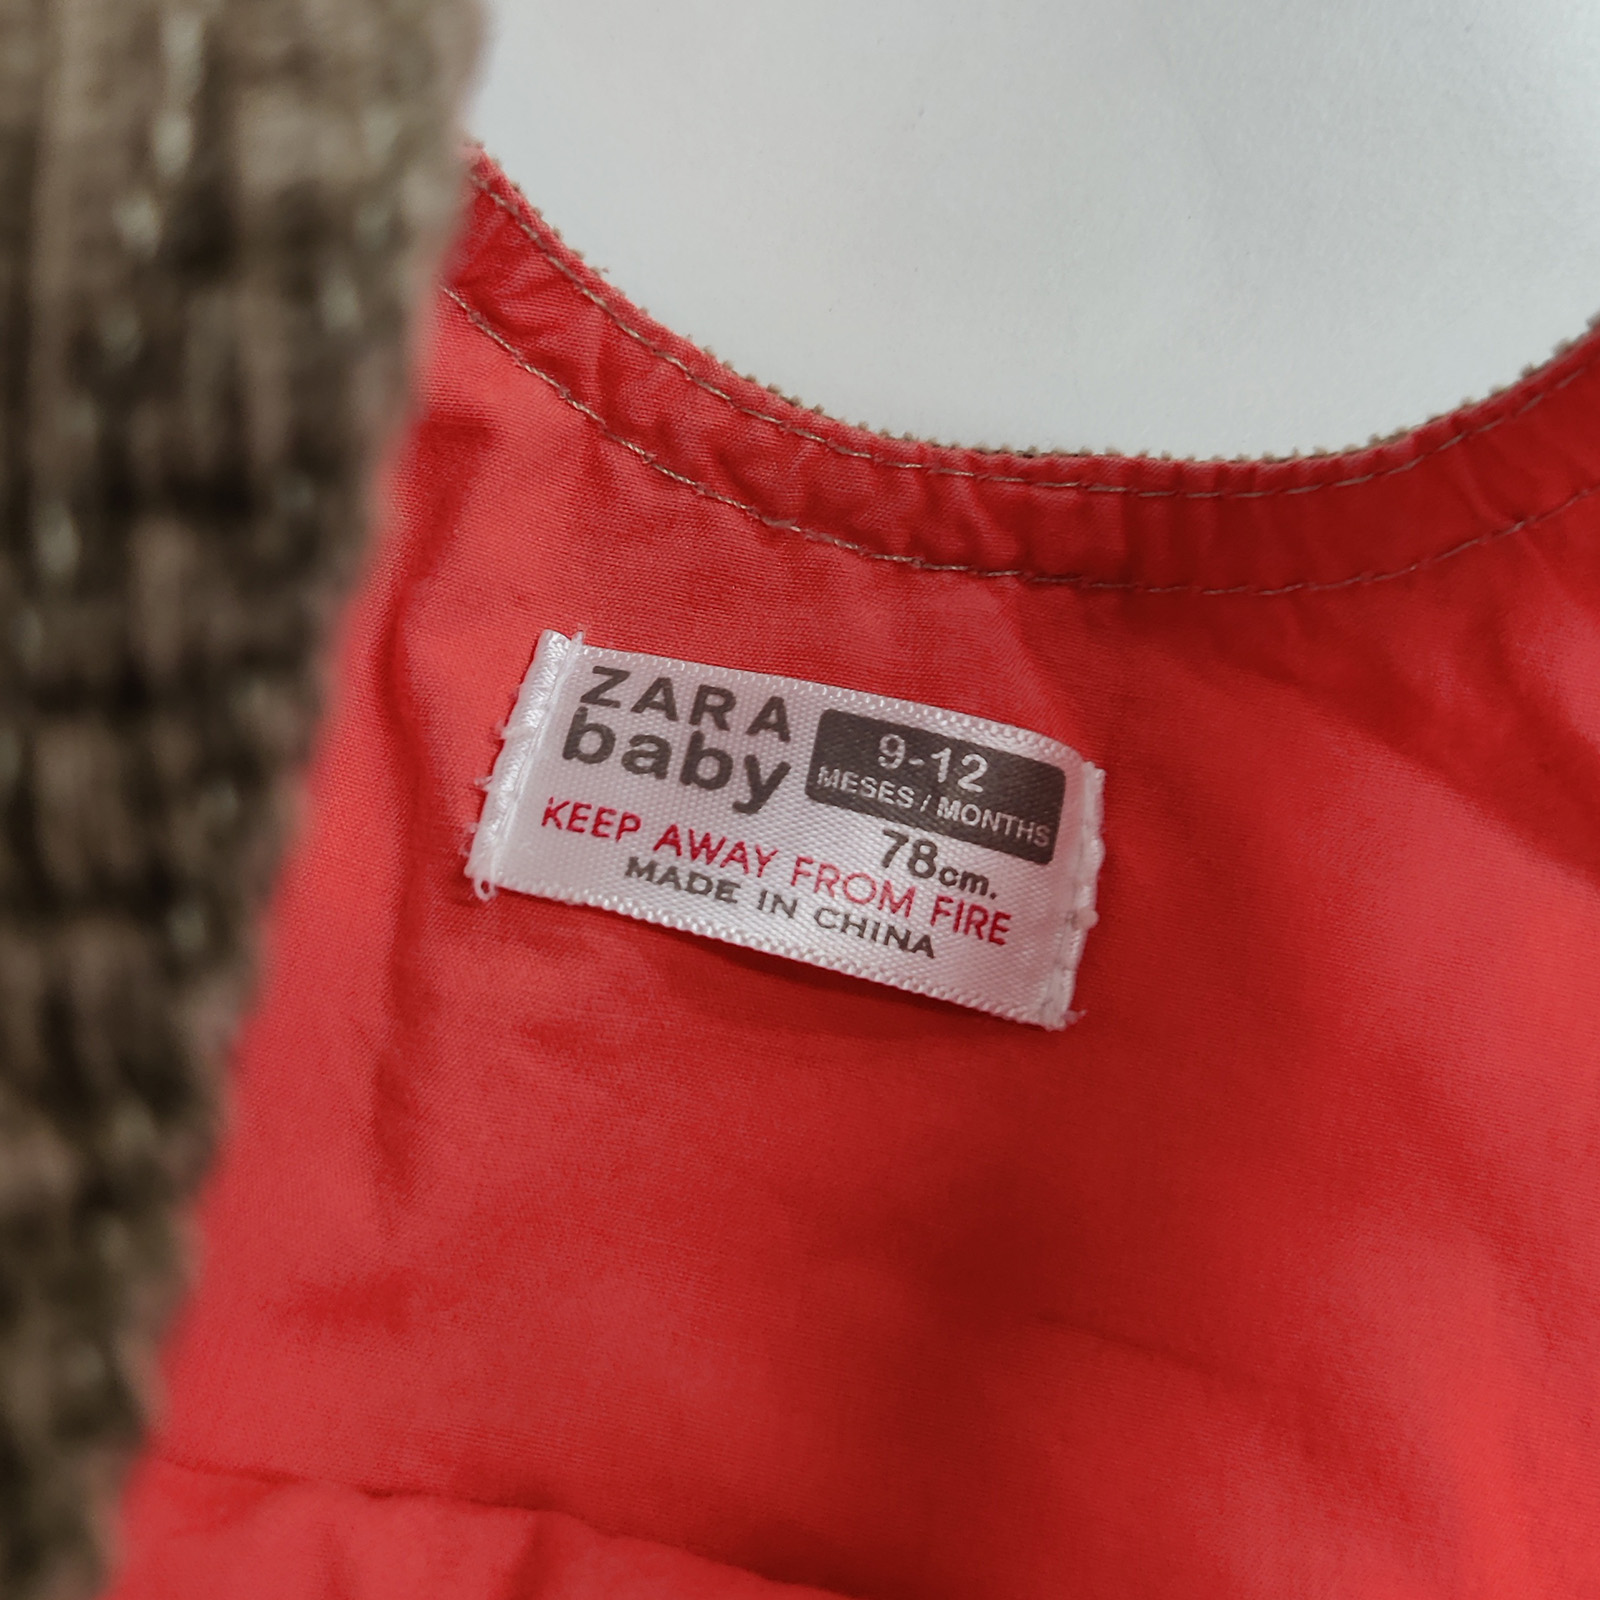 ZARA
baby
9-12
MESES / MONTHS
78cm.
KEEP AWAY FROM FIRE
MADE IN CHINA